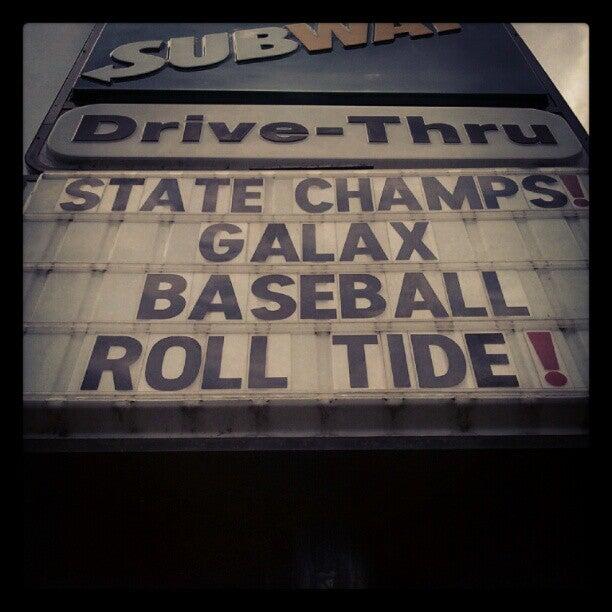 SUBWAY
Drive-Thru
STATE CHAMPS!
GALAX
BASEBALL
ROLL TIDE!